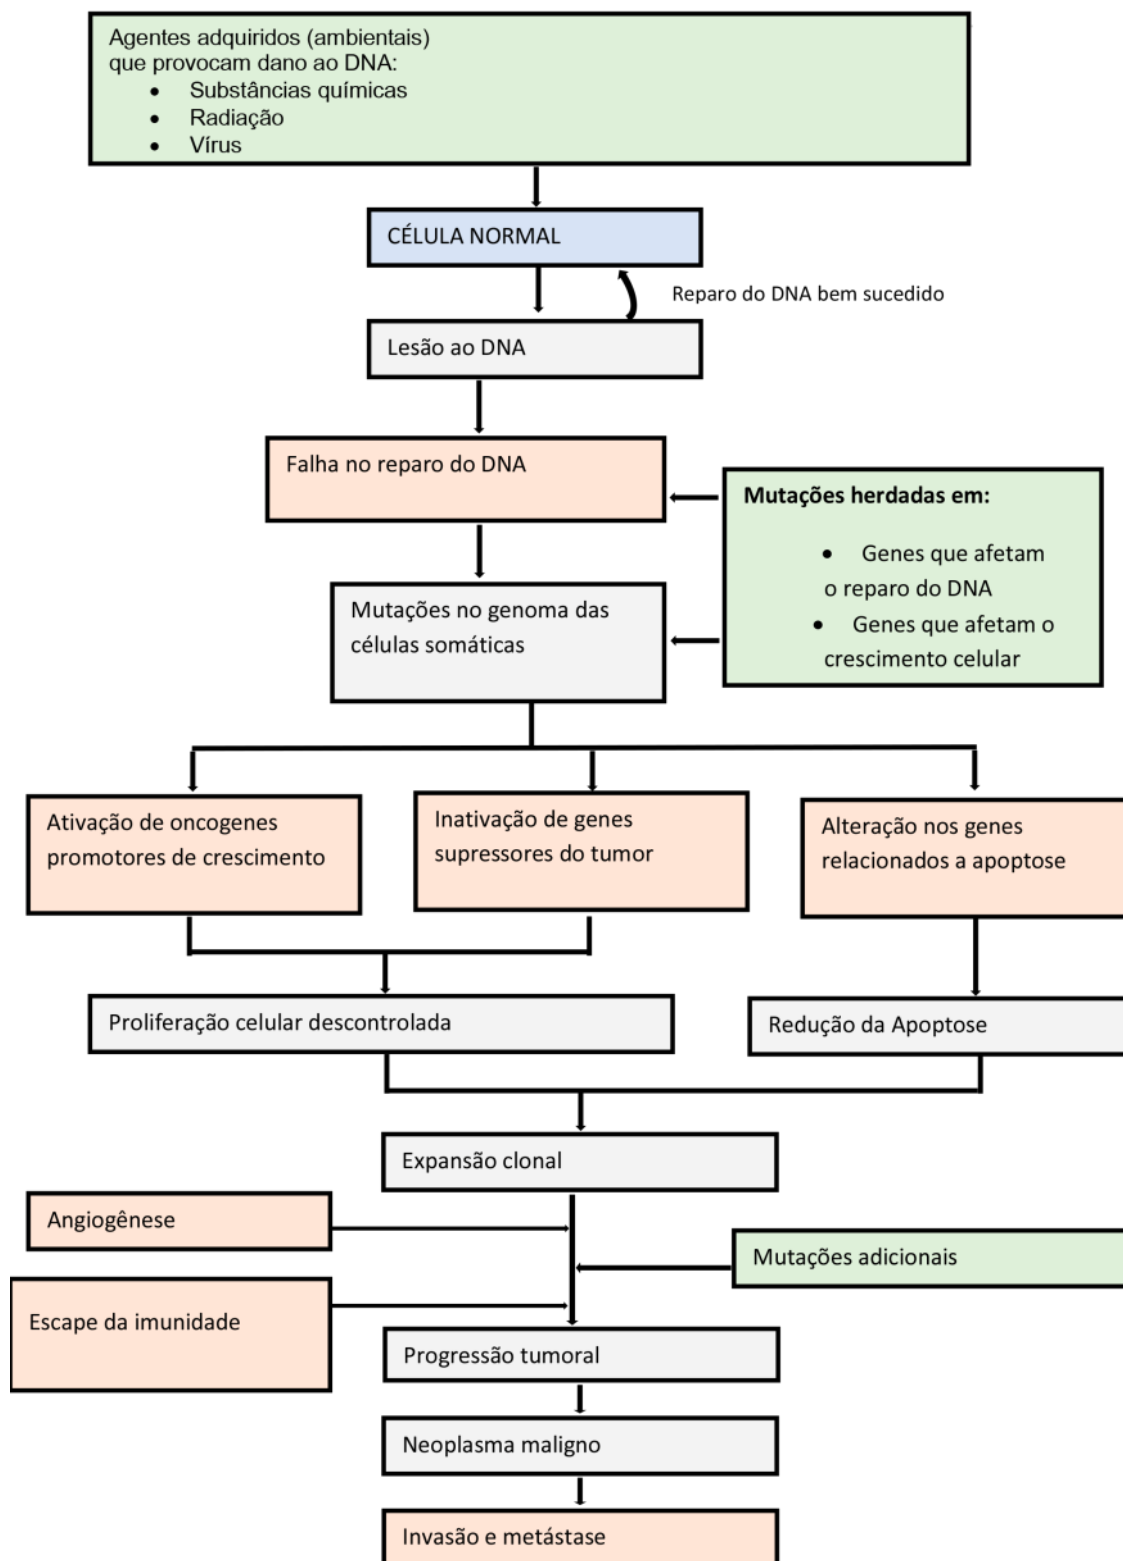 Agentes adquiridos (ambientais)
que provocam dano ao DNA:
• Substâncias químicas
• Radiação
• Vírus
CÉLULA NORMAL
Reparo do DNA bem sucedido
Lesão ao DNA
Falha no reparo do DNA
Mutações herdadas em:
• Genes que afetam
o reparo do DNA
• Genes que afetam o
crescimento celular
Mutações no genoma das
células somáticas
Ativação de oncogenes
promotores de crescimento
Inativação de genes
supressores do tumor
Alteração nos genes
relacionados a apoptose
Proliferação celular descontrolada
Redução da Apoptose
Expansão clonal
Angiogênese
Mutações adicionais
Escape da imunidade
Progressão tumoral
Neoplasma maligno
Invasão e metástase